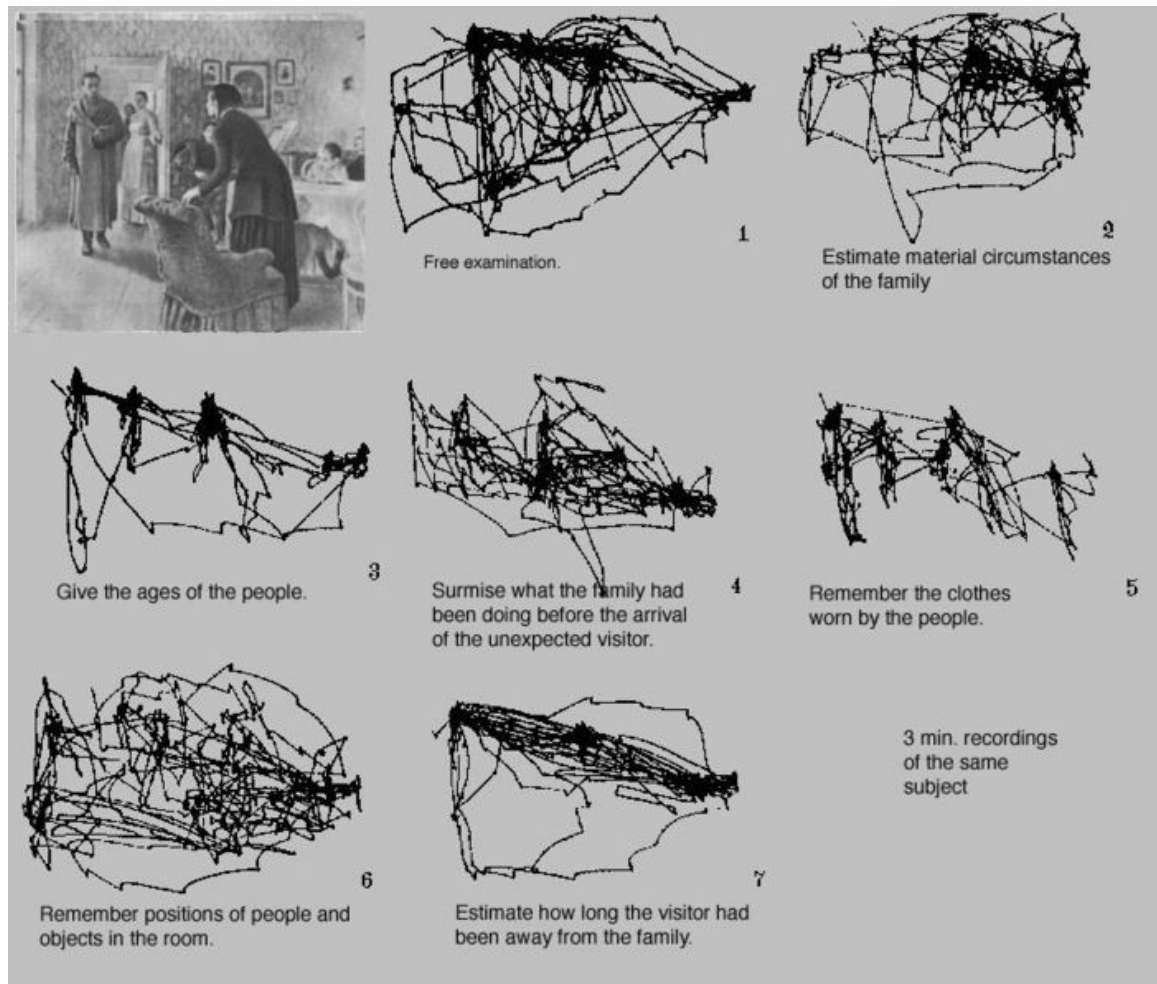 1
Free examination.
2
Estimate material circumstances
of the family
3
Give the ages of the people.
4
Surmise what the family had
been doing before the arrival
of the unexpected visitor.
5
Remember the clothes
worn by the people.
6
Remember positions of people and
objects in the room.
7
Estimate how long the visitor had
been away from the family.
3 min. recordings
of the same
subject